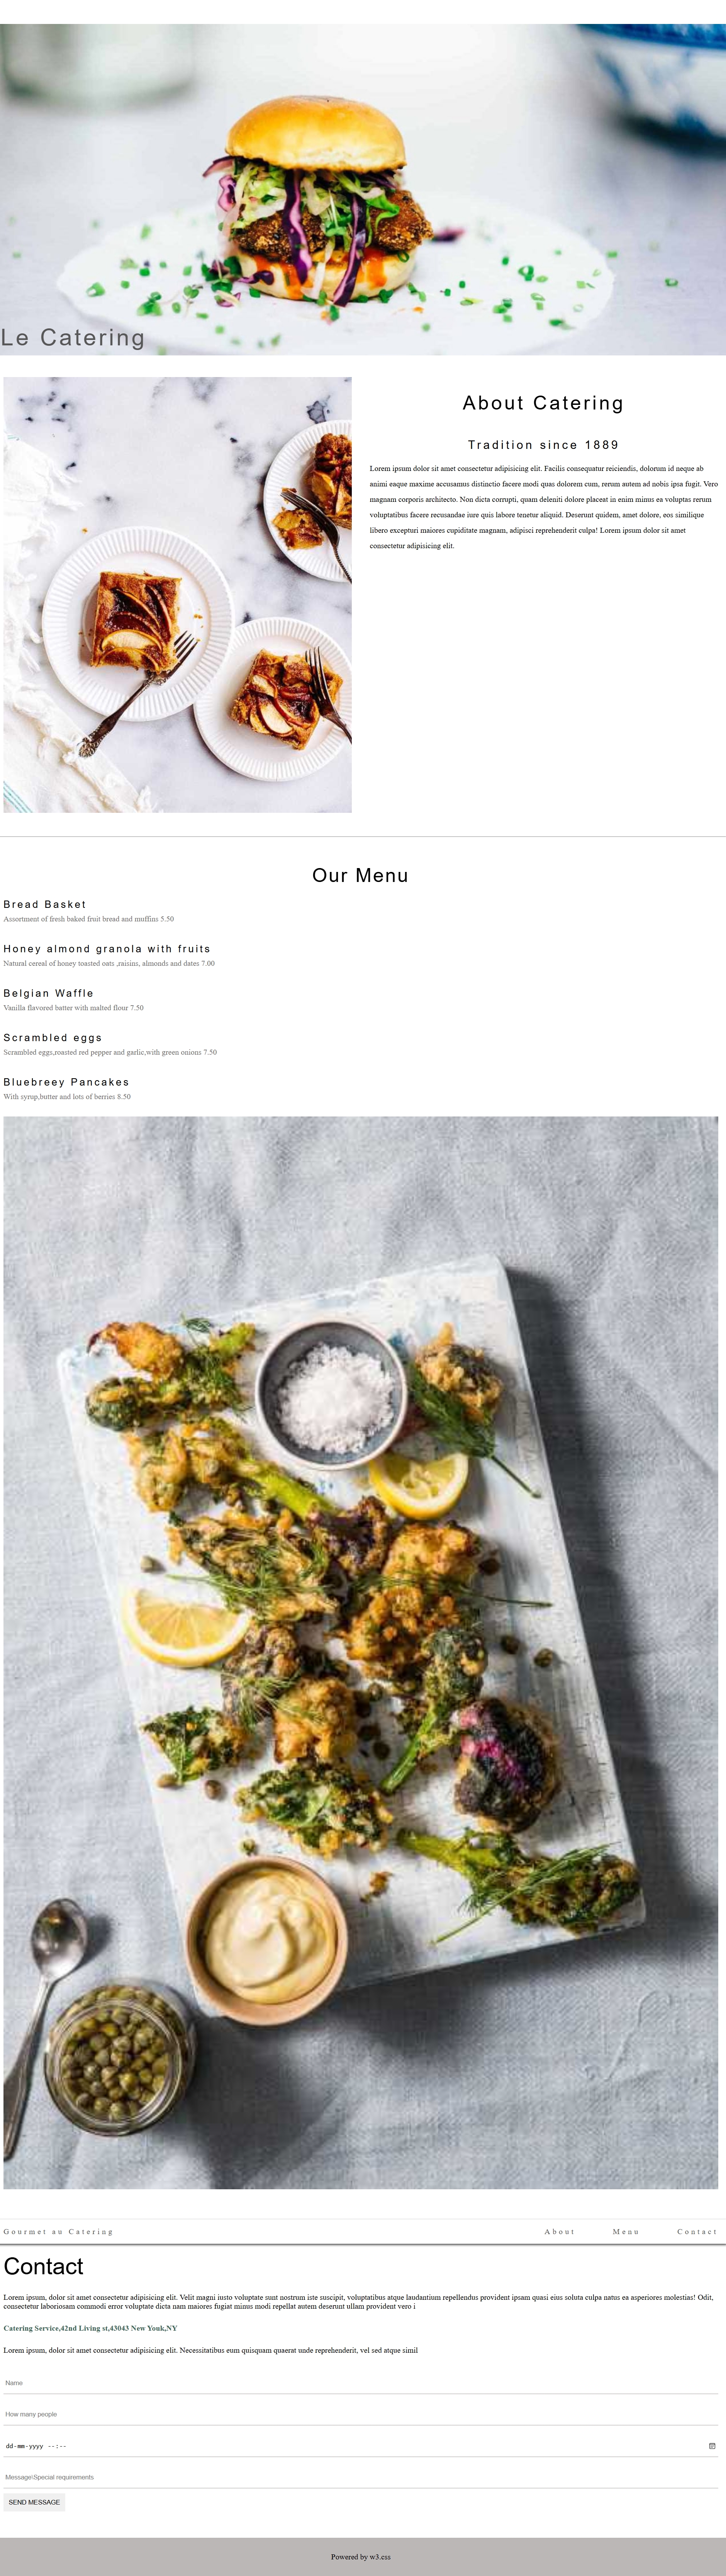 Le Catering
About Catering
Tradition since 1889
Lorem ipsum dolor sit amet consectetur adipisicing elit. Facilis consequatur reiciendis, dolorum id neque ab
animi eaque maxime accusamus distinctio facere modi quas dolorem cum, rerum autem ad nobis ipsa fugit. Vero
magnam corporis architecto. Non dicta corrupti, quam deleniti dolore placeat in enim minus ea voluptas rerum
voluptatibus facere recusandae iure quis labore tenetur aliquid. Deserunt quidem, amet dolore, eos similique
libero excepturi maiores cupiditate magnam, adipisci reprehenderit culpa! Lorem ipsum dolor sit amet
consectetur adipisicing elit.
Our Menu
Bread Basket
Assortment of fresh baked fruit bread and muffins 5.50
Honey almond granola with fruits
Natural cereal of honey toasted oats ,raisins, almonds and dates 7.00
Belgian Waffle
Vanilla flavored batter with malted flour 7.50
Scrambled eggs
Scrambled eggs,roasted red pepper and garlic,with green onions 7.50
Bluebreey Pancakes
With syrup,butter and lots of berries 8.50
Gourmet au Catering About Menu Contact
Contact
Lorem ipsum, dolor sit amet consectetur adipisicing elit. Velit magni iusto voluptate sunt nostrum iste suscipit, voluptatibus atque laudantium repellendus provident ipsam quasi eius soluta culpa natus ea asperiores molestias! Odit,
consectetur laboriosam commodi error voluptate dicta nam maiores fugiat minus modi repellat autem deserunt ullam provident vero i
Catering Service,42nd Living st,43043 New Youk,NY
Lorem ipsum, dolor sit amet consectetur adipisicing elit. Necessitatibus eum quisquam quaerat unde reprehenderit, vel sed atque simil
Name
How many people
dd-mm-yyyy --:--
Message\Special requirements
SEND MESSAGE
Powered by w3.css